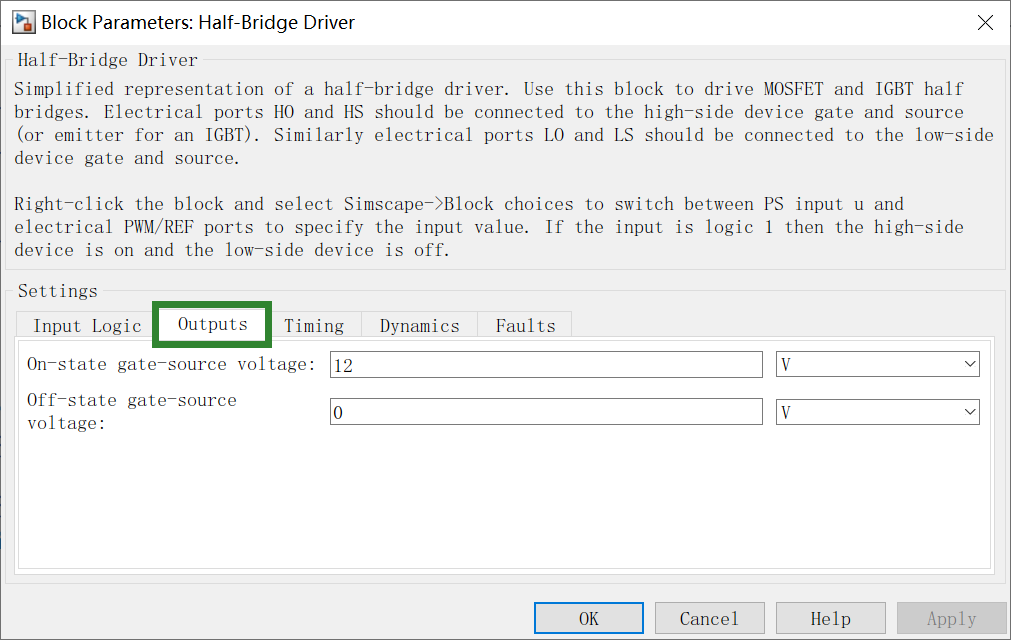 Block Parameters: Half-Bridge Driver
Half-Bridge Driver
Simplified representation of a half-bridge driver. Use this block to drive MOSFET and IGBT half
bridges. Electrical ports HO and HS should be connected to the high-side device gate and source
(or emitter for an IGBT). Similarly electrical ports LO and LS should be connected to the low-side
device gate and source.
Right-click the block and select Simscape->Block choices to switch between PS input u and
electrical PWM/REF ports to specify the input value. If the input is logic 1 then the high-side
device is on and the low-side device is off.
Settings
Input Logic Outputs Timing Dynamics Faults
On-state gate-source voltage: 12 V
Off-state gate-source
voltage: 0 V
OK Cancel Help Apply